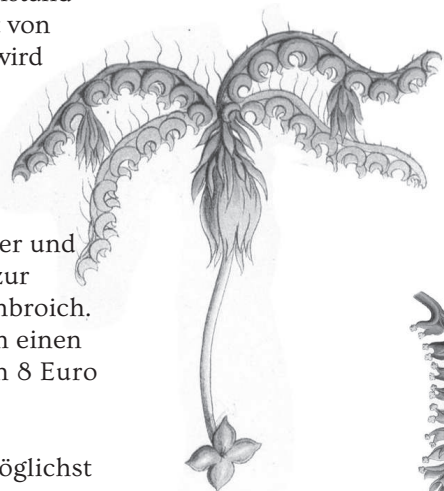 von
wird
er und
zur
nbroich.
n einen
n 8 Euro
öglichst